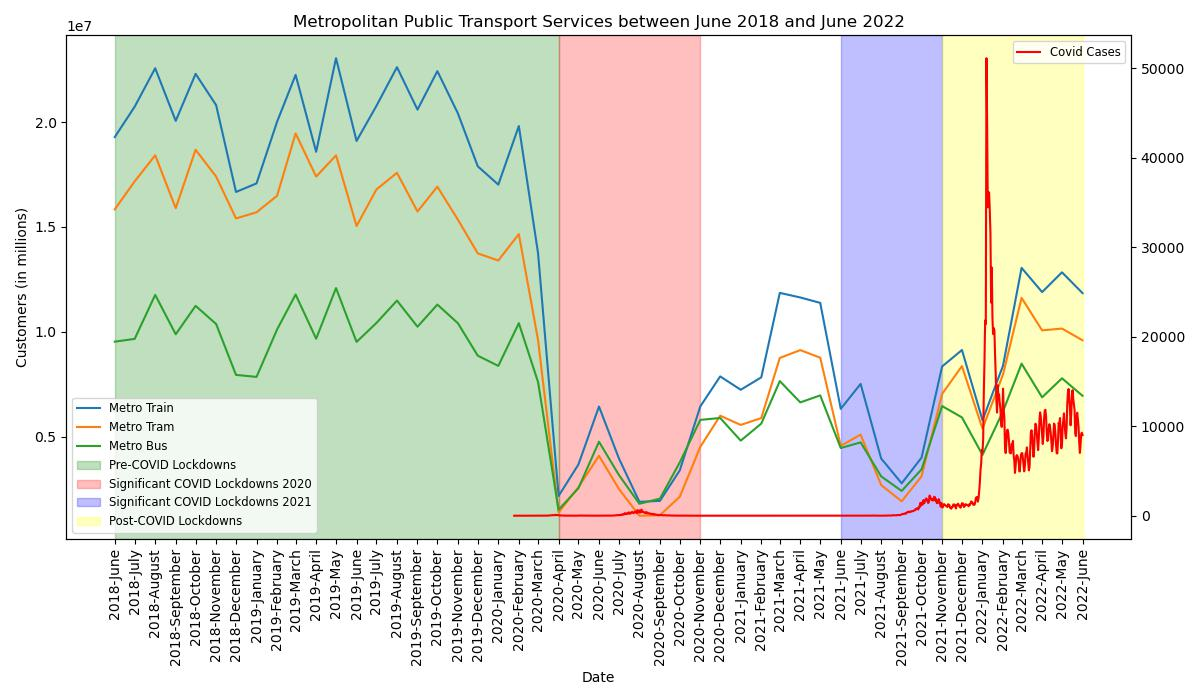 Metropolitan Public Transport Services between June 2018 and June 2022
1e7
Covid Cases
2.0
1.5
1.0
0.5
Customers (in millions)
50000
40000
30000
20000
10000
0
Metro Train
Metro Tram
Metro Bus
Pre-COVID Lockdowns
Significant COVID Lockdowns 2020
Significant COVID Lockdowns 2021
Post-COVID Lockdowns
2018-June
2018-July
2018-August
2018-September
2018-October
2018-November
2018-December
2019-January
2019-February
2019-March
2019-April
2019-May
2019-June
2019-July
2019-August
2019-September
2019-October
2019-November
2019-December
2020-January
2020-February
2020-March
2020-April
2020-May
2020-June
2020-July
2020-August
2020-September
2020-October
2020-November
2020-December
2021-January
2021-February
2021-March
2021-April
2021-May
2021-June
2021-July
2021-August
2021-September
2021-October
2021-November
2021-December
2022-January
2022-February
2022-March
2022-April
2022-May
2022-June
Date